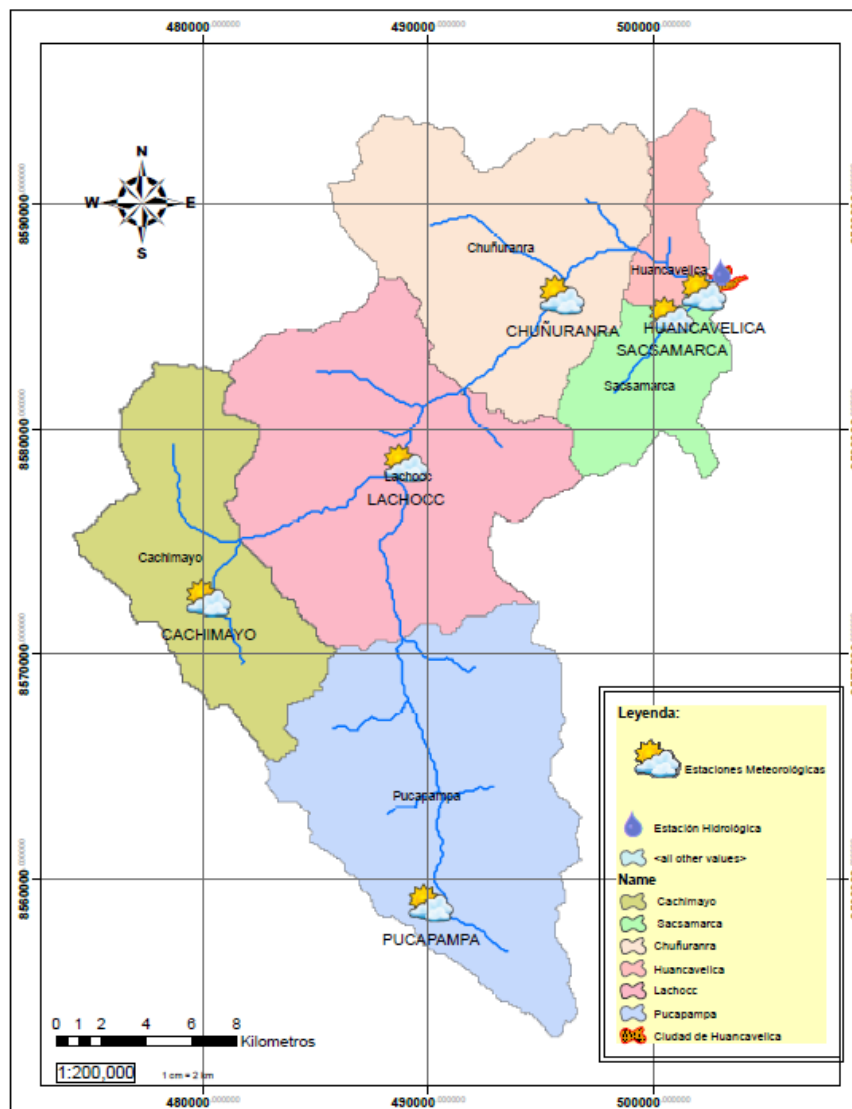 480000.000000 490000.000000 500000.000000
N
W E
S
8590000.000000
8580000.000000
8570000.000000
8560000.000000
Chuñuranra
Huancavelica
CHUÑURANRA
HUANCAVELICA
SACSAMARCA
Sacsamarca
Lachocc
LACHOCC
Cachimayo
CACHIMAYO
Pucapampa
PUCAPAMPA
Leyenda:
Estaciones Meteorológicas
Estación Hidrológica
<all other values>
Name
Cachimayo
Sacsamarca
Chuñuranra
Huancavelica
Lachocc
Pucapampa
Ciudad de Huancavelica
0 1 2 4 6 8
Kilometros
1:200,000 1 cm = 2 km
480000.000000 490000.000000 500000.000000